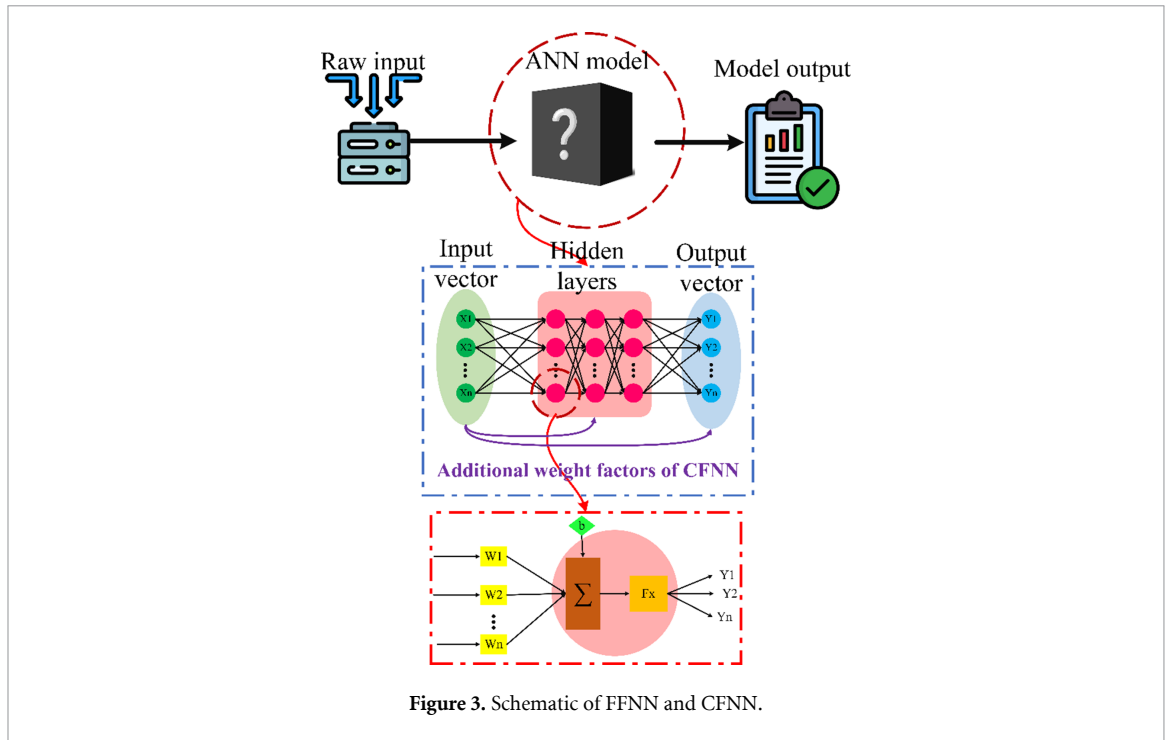 Raw input
ANN model
Model output
?
Input
vector
Hidden
layers
Output
vector
X1
Y1
X2
Y2
Xn
Yn
Additional weight factors of CFNN
b
W1
W2
Wn
∑
Fx
Y1
Y2
Yn
Figure 3. Schematic of FFNN and CFNN.